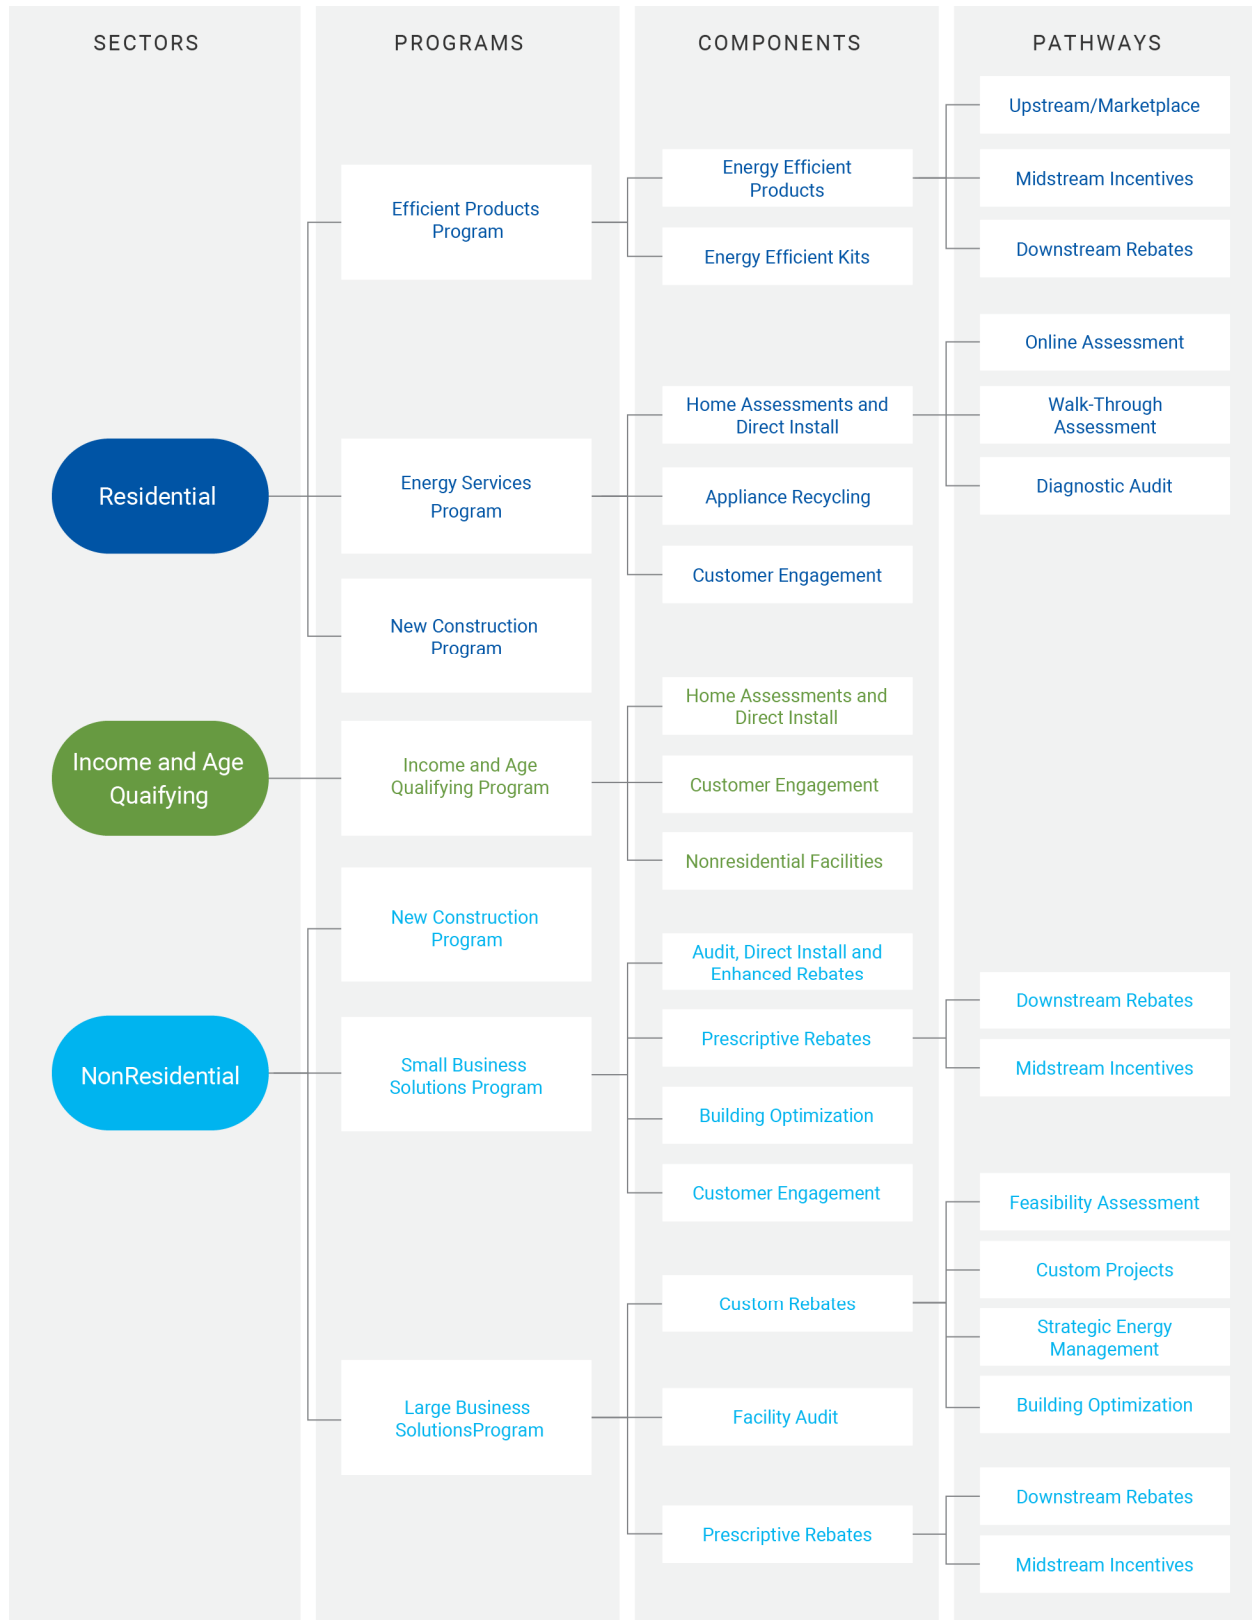 SECTORS
PROGRAMS
COMPONENTS
PATHWAYS
Residential
Income and Age
Quaifying
NonResidential
Efficient Products
Program
Energy Services
Program
New Construction
Program
Income and Age
Qualifying Program
New Construction
Program
Small Business
Solutions Program
Large Business
SolutionsProgram
Energy Efficient
Products
Energy Efficient Kits
Home Assessments and
Direct Install
Appliance Recycling
Customer Engagement
Home Assessments and
Direct Install
Customer Engagement
Nonresidential Facilities
Audit, Direct Install and
Enhanced Rebates
Prescriptive Rebates
Building Optimization
Customer Engagement
Custom Rebates
Facility Audit
Prescriptive Rebates
Upstream/Marketplace
Midstream Incentives
Downstream Rebates
Online Assessment
Walk-Through
Assessment
Diagnostic Audit
Downstream Rebates
Midstream Incentives
Feasibility Assessment
Custom Projects
Strategic Energy
Management
Building Optimization
Downstream Rebates
Midstream Incentives